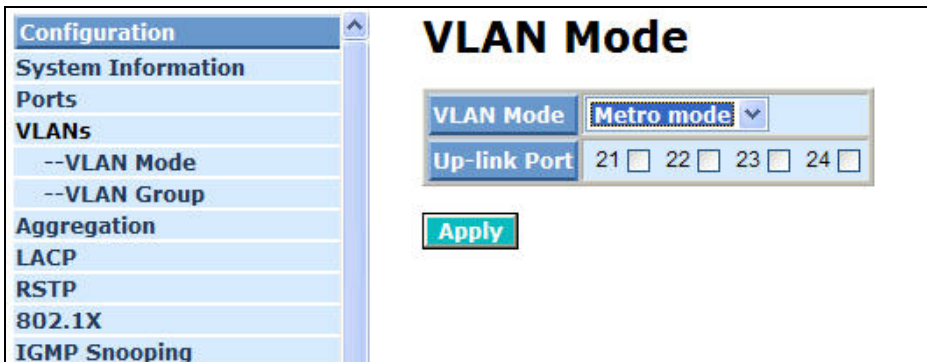 Configuration
System Information
Ports
VLANs
--VLAN Mode
--VLAN Group
Aggregation
LACP
RSTP
802.1X
IGMP Snooping
VLAN Mode
VLAN Mode Metro mode
Up-link Port 21 22 23 24
Apply